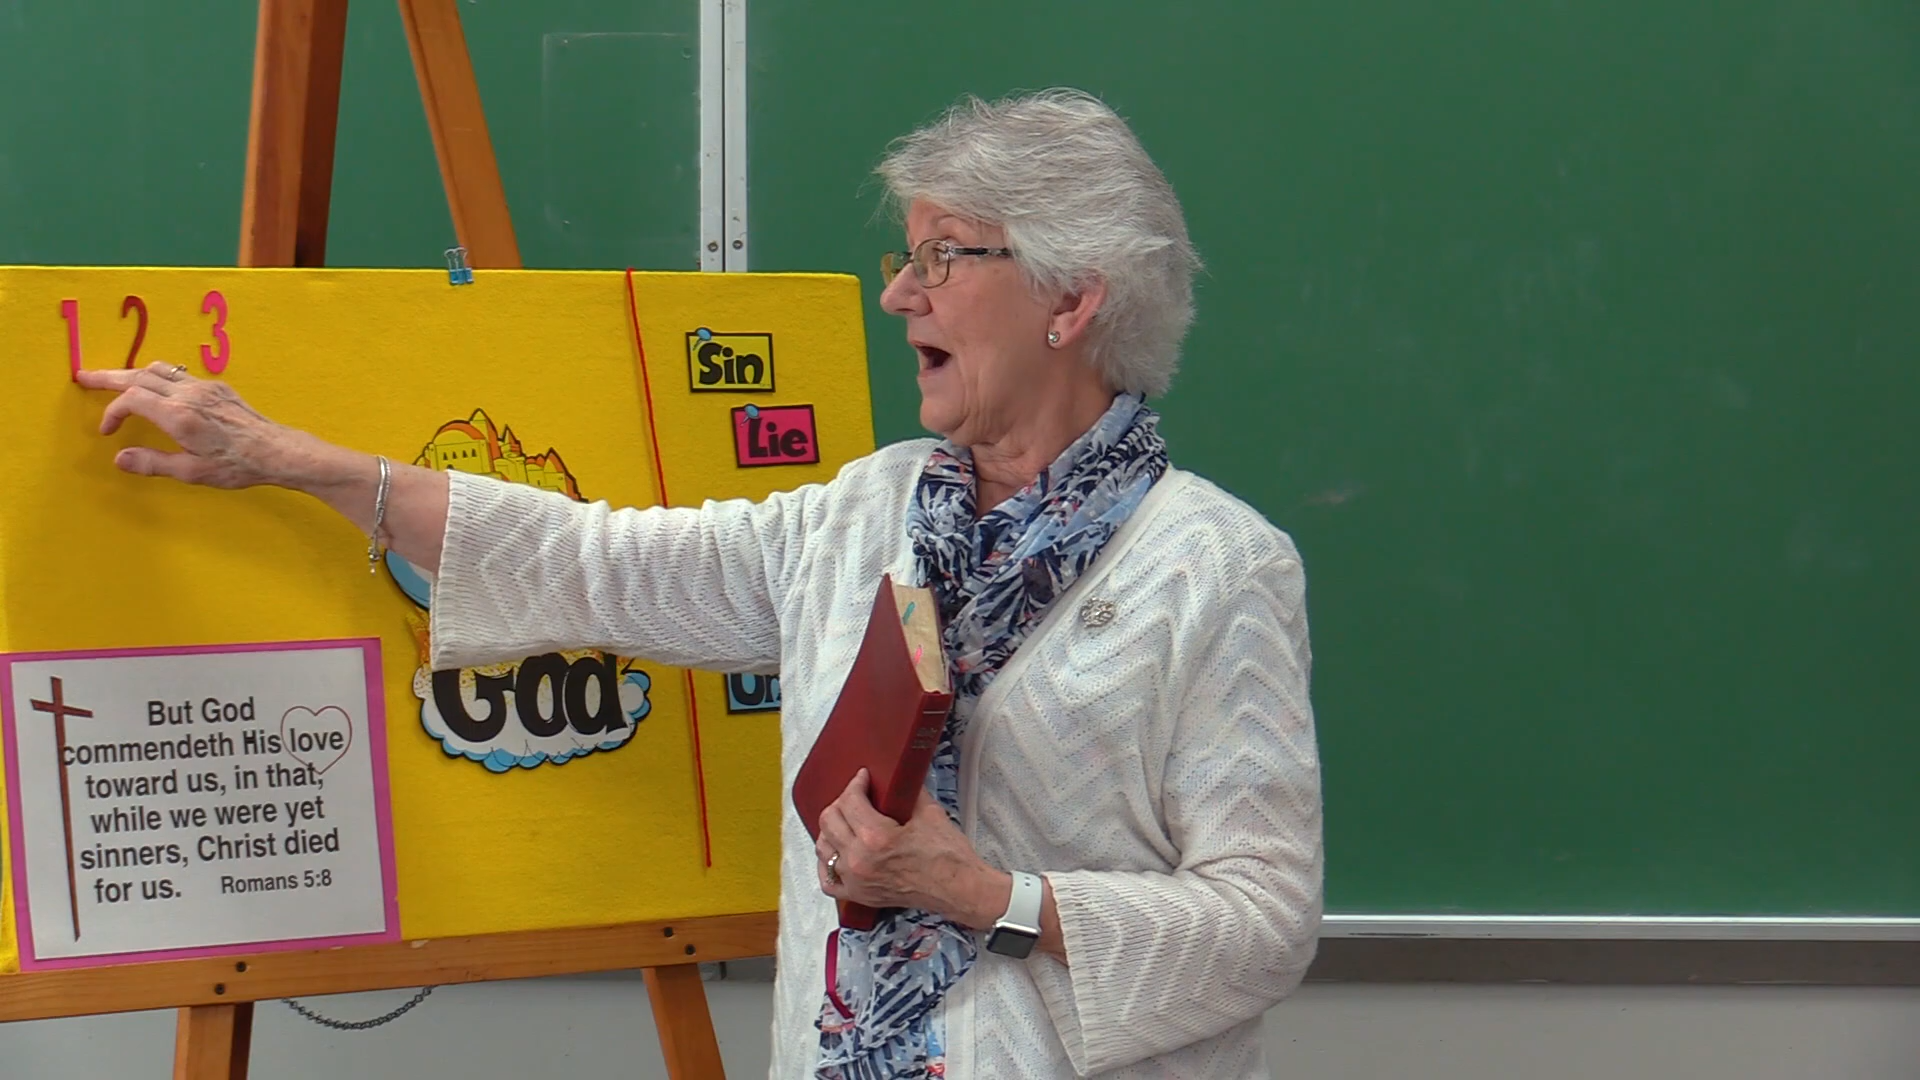 1 2 3
Sin
Lie
God
But God
commendeth His love
toward us, in that,
while we were yet
sinners, Christ died
for us. Romans 5:8